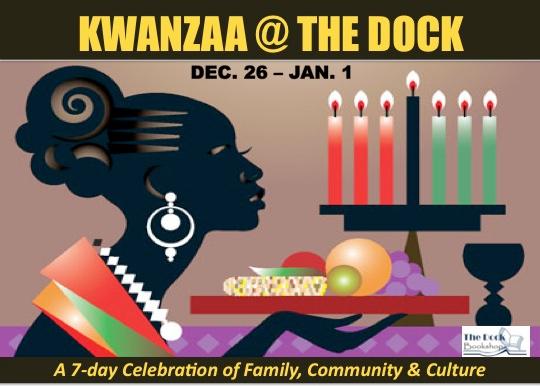 KWANZAA @ THE DOCK
DEC. 26 – JAN. 1
The Dock
Bookshop
A 7-day Celebration of Family, Community & Culture